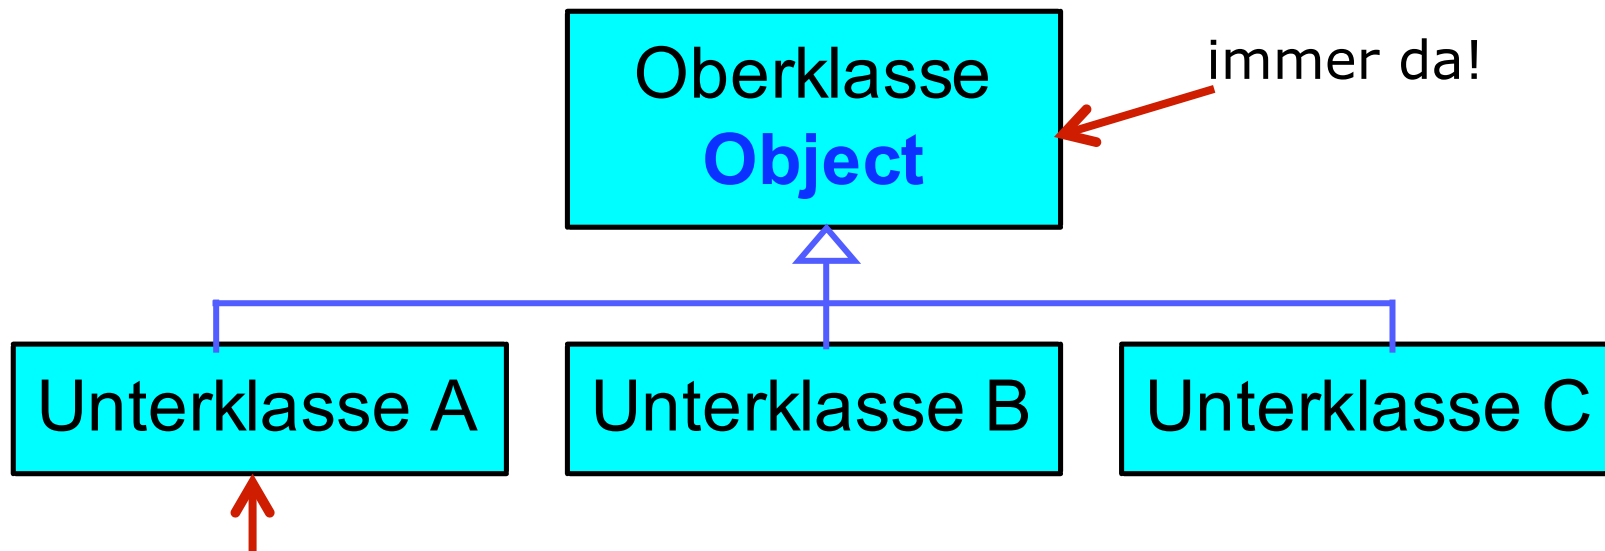 immer da!
Oberklasse
Object
Unterklasse A
Unterklasse B
Unterklasse C